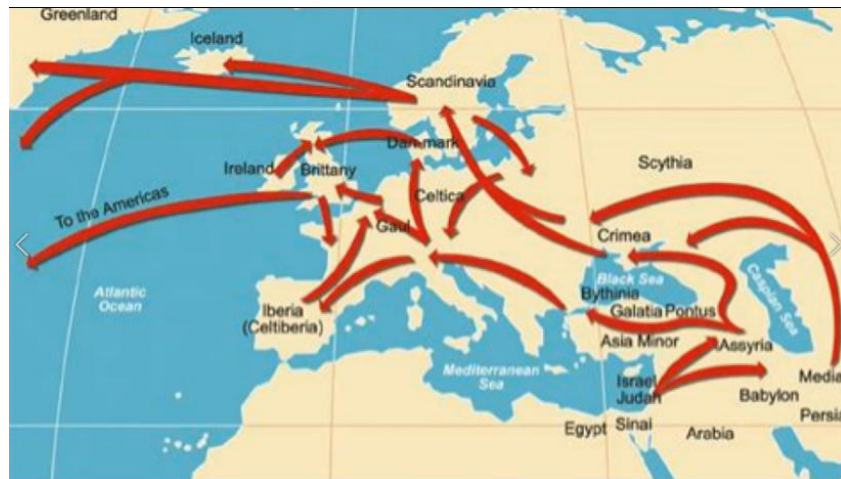 Greenland
Iceland
Scandinavia
Danmark
Ireland
Brittany
Scythia
To the Americas
Celtica
Gaul
Crimea
Atlantic
Ocean
Black Sea
Caspian Sea
Bythinia
Iberia
(Celtiberia)
Galatia Pontus
Asia Minor
Assyria
Mediterranean
Sea
Israel
Judah
Media
Babylon
Persia
Egypt
Sinai
Arabia